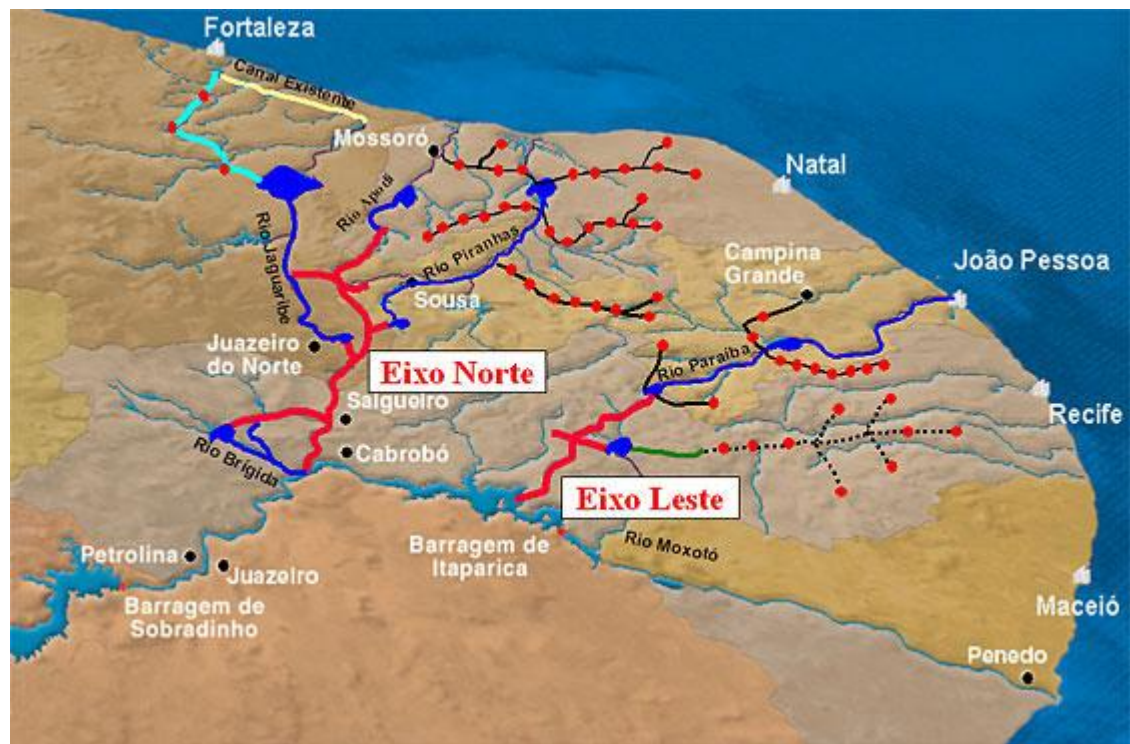 Fortaleza
Canal Existente
Mossoró
Natal
Rio Apodi
Rio Jaguaribe
Rio Piranhas
Campina
Grande
João Pessoa
Sousa
Juazeiro
do Norte
Eixo Norte
Rio Paraíba
Salgueiro
Recife
Cabrobó
Rio Brígida
Eixo Leste
Barragem de
Itaparica
Rio Moxotó
Petrolina
Juazeiro
Barragem de
Sobradinho
Maceió
Penedo